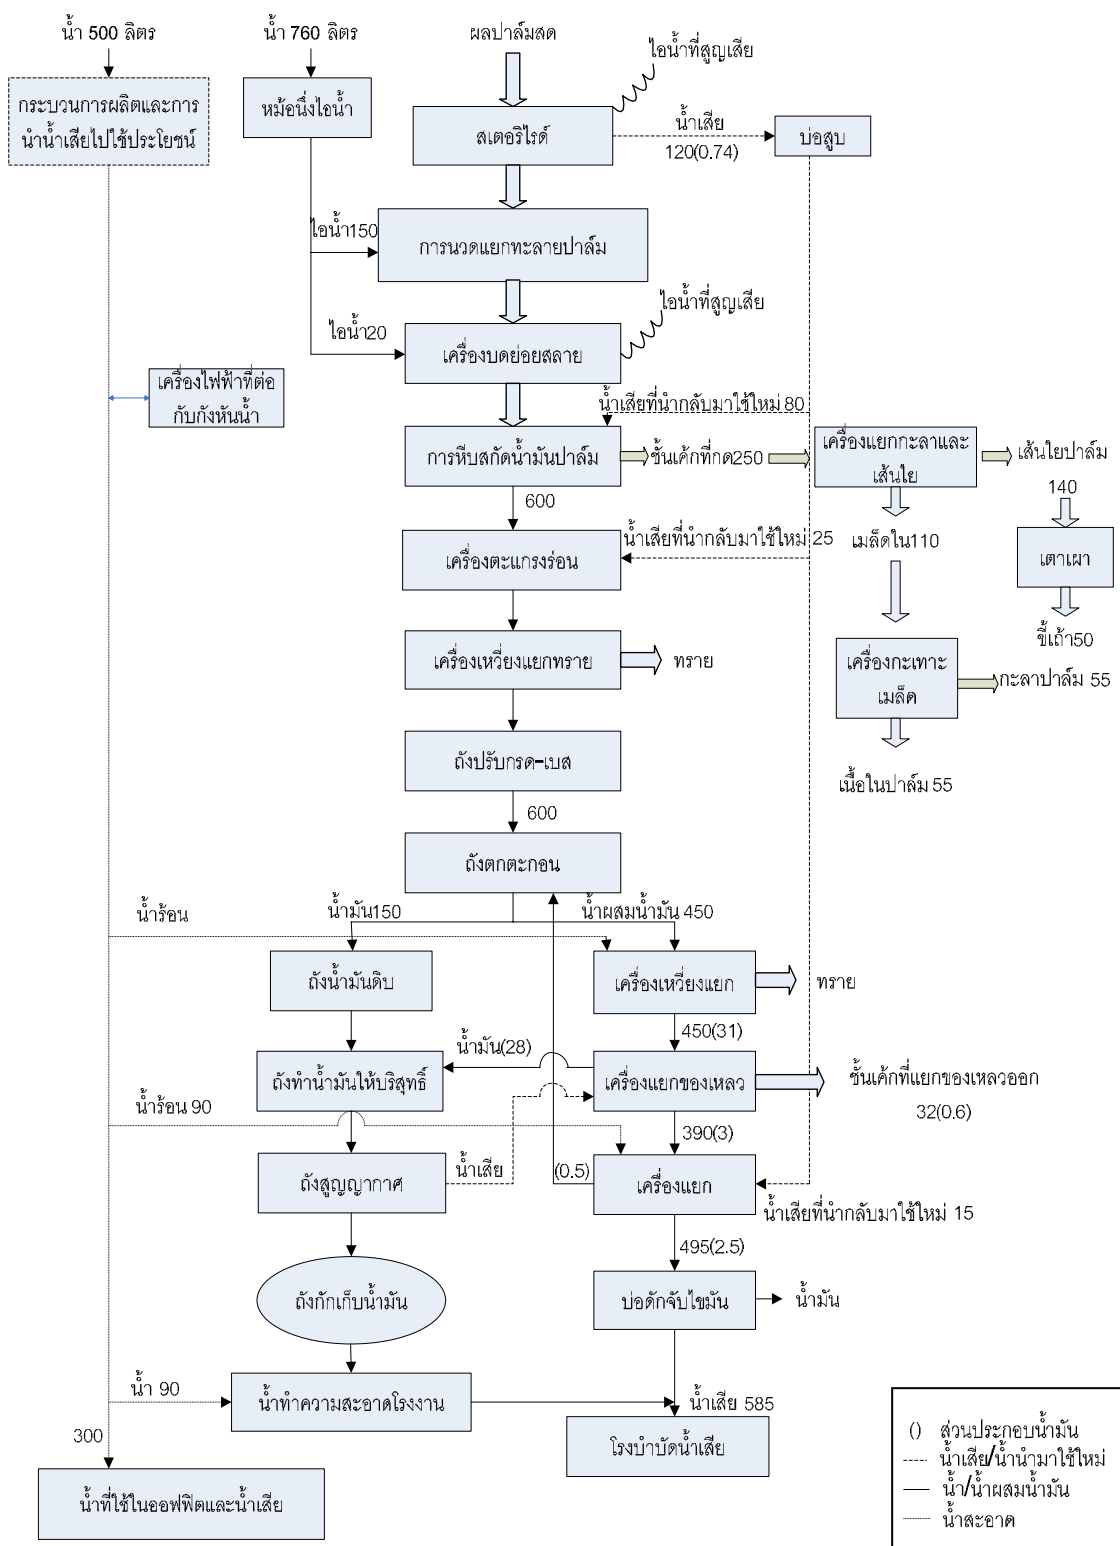 น้ำ 500 ลิตร
น้ำ 760 ลิตร
ผลปาล์มสด
ไอน้ำที่สูญเสีย
กระบวนการผลิตและการ
นำน้ำเสียไปใช้ประโยชน์
หม้อนึ่งไอน้ำ
สเตอริไรด์
น้ำเสีย
120(0.74)
บ่อสูบ
ไอน้ำ150
การนวดแยกทะลายปาล์ม
ไอน้ำที่สูญเสีย
ไอน้ำ20
เครื่องบดย่อยสลาย
เครื่องไฟฟ้าที่ต่อ
กับกังหันน้ำ
น้ำเสียที่นำกลับมาใช้ใหม่ 80
การหีบสกัดน้ำมันปาล์ม
ชั้นเค้กที่กด250
เครื่องแยกกะลาและ
เส้นใย
เส้นใยปาล์ม
140
600
น้ำเสียที่นำกลับมาใช้ใหม่ 25
เมล็ดใน110
เครื่องตะแกรงร่อน
เตาเผา
ขี้เถ้า50
เครื่องเหวี่ยงแยกทราย
ทราย
เครื่องกะเทาะ
เมล็ด
กะลาปาล์ม 55
ถังปรับกรด-เบส
เนื้อในปาล์ม 55
600
ถังตกตะกอน
น้ำร้อน
น้ำมัน150
น้ำผสมน้ำมัน 450
ถังน้ำมันดิบ
เครื่องเหวี่ยงแยก
ทราย
450(31)
น้ำมัน(28)
ถังทำน้ำมันให้บริสุทธิ์
เครื่องแยกของเหลว
ชั้นเค้กที่แยกของเหลวออก
32(0.6)
น้ำร้อน 90
390(3)
ถังสูญญากาศ
น้ำเสีย
(0.5)
เครื่องแยก
น้ำเสียที่นำกลับมาใช้ใหม่ 15
495(2.5)
ถังกักเก็บน้ำมัน
บ่อดักจับไขมัน
น้ำมัน
น้ำ 90
น้ำทำความสะอาดโรงงาน
น้ำเสีย 585
300
โรงบำบัดน้ำเสีย
น้ำที่ใช้ในออฟฟิตและน้ำเสีย
() ส่วนประกอบน้ำมัน
น้ำเสีย/น้ำนำมาใช้ใหม่
น้ำ/น้ำผสมน้ำมัน
น้ำสะอาด